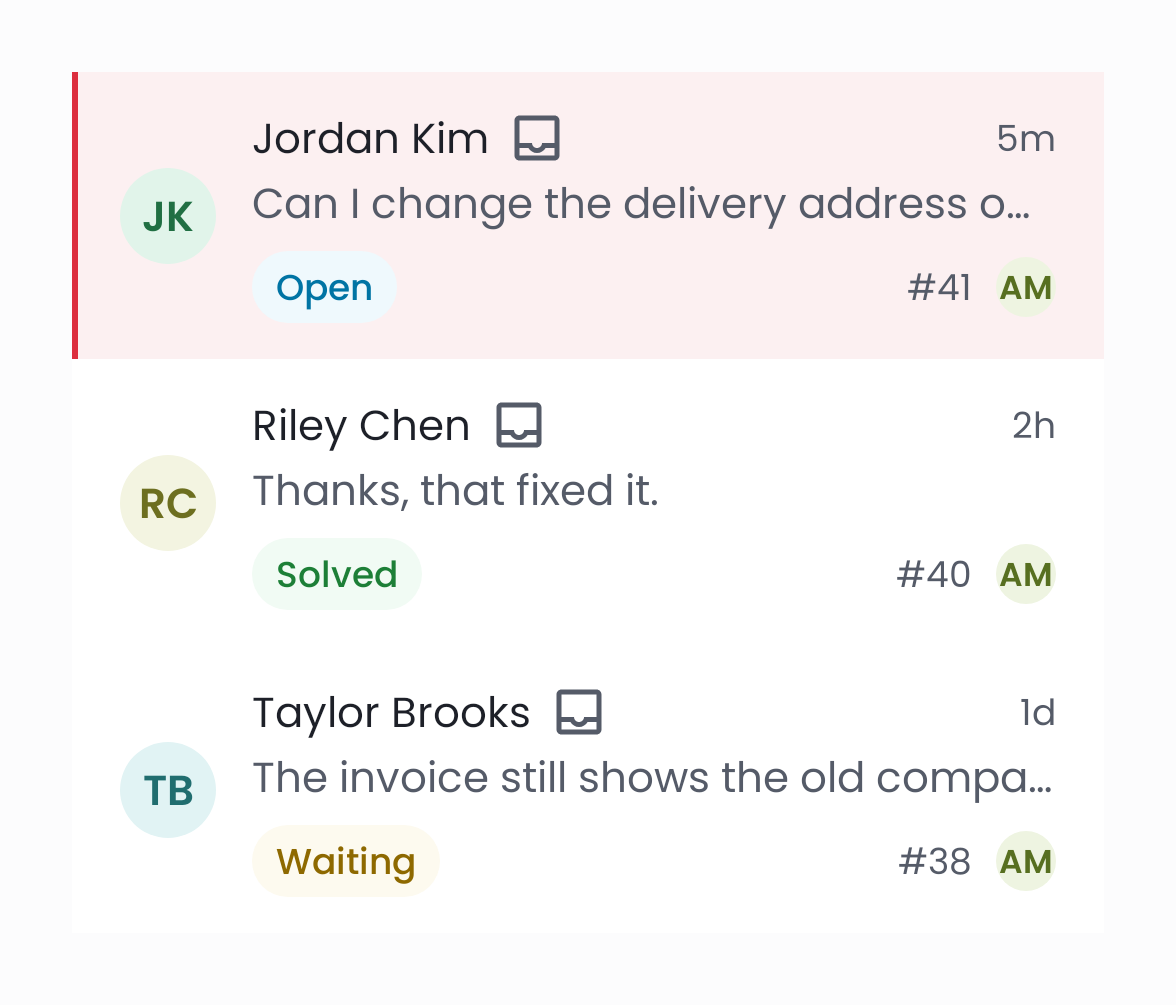 Jordan Kim 5m
JK
Can I change the delivery address o...
Open #41 AM
Riley Chen 2h
RC
Thanks, that fixed it.
Solved #40 AM
Taylor Brooks 1d
TB
The invoice still shows the old compa...
Waiting #38 AM